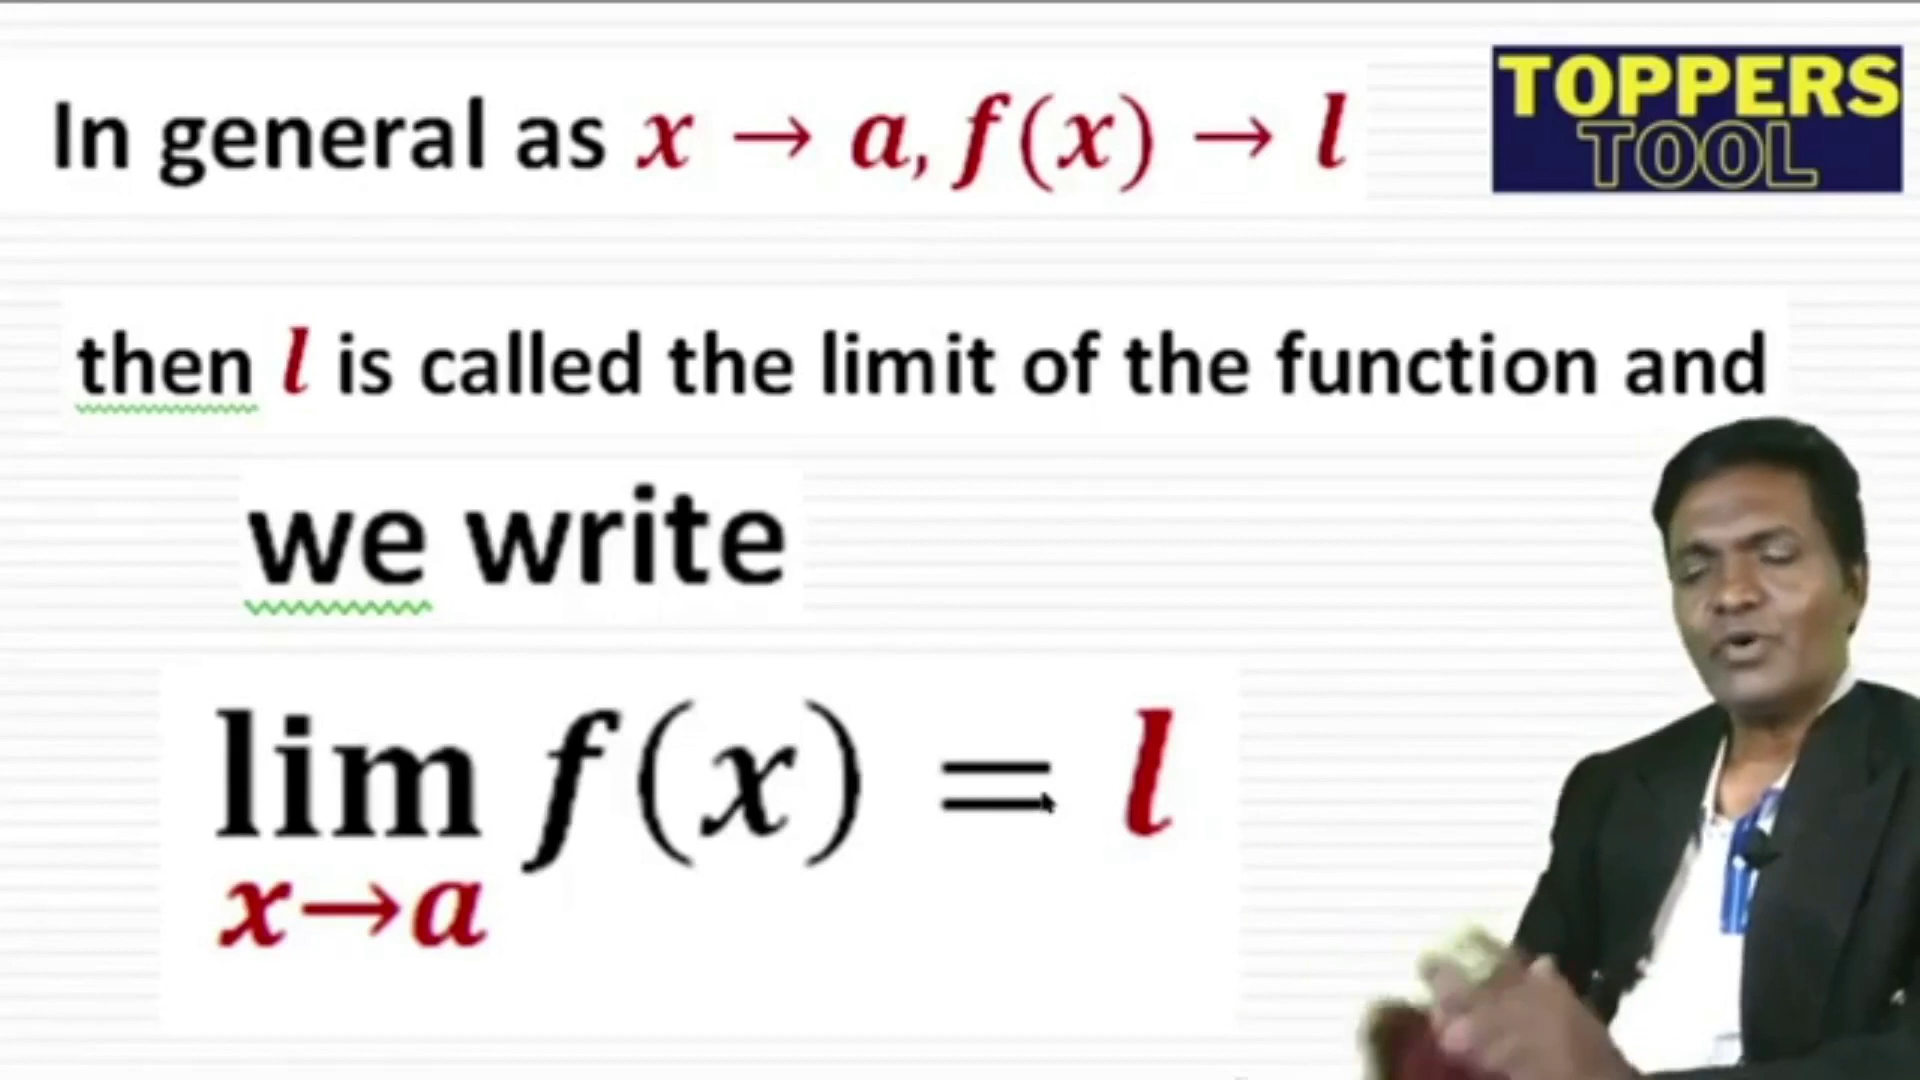 In general as x → a, f(x) → l
TOPPERS
TOOL
then l is called the limit of the function and
we write
lim f(x) = l
x→a